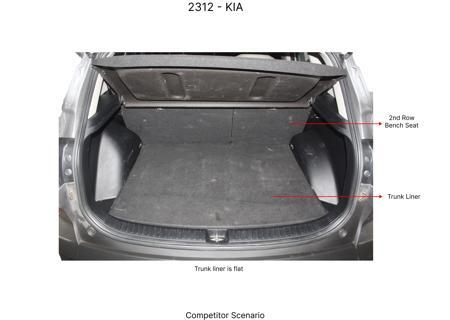 2312 - KIA
2nd Row
Bench Seat
Trunk Liner
Trunk liner is flat
Competitor Scenario